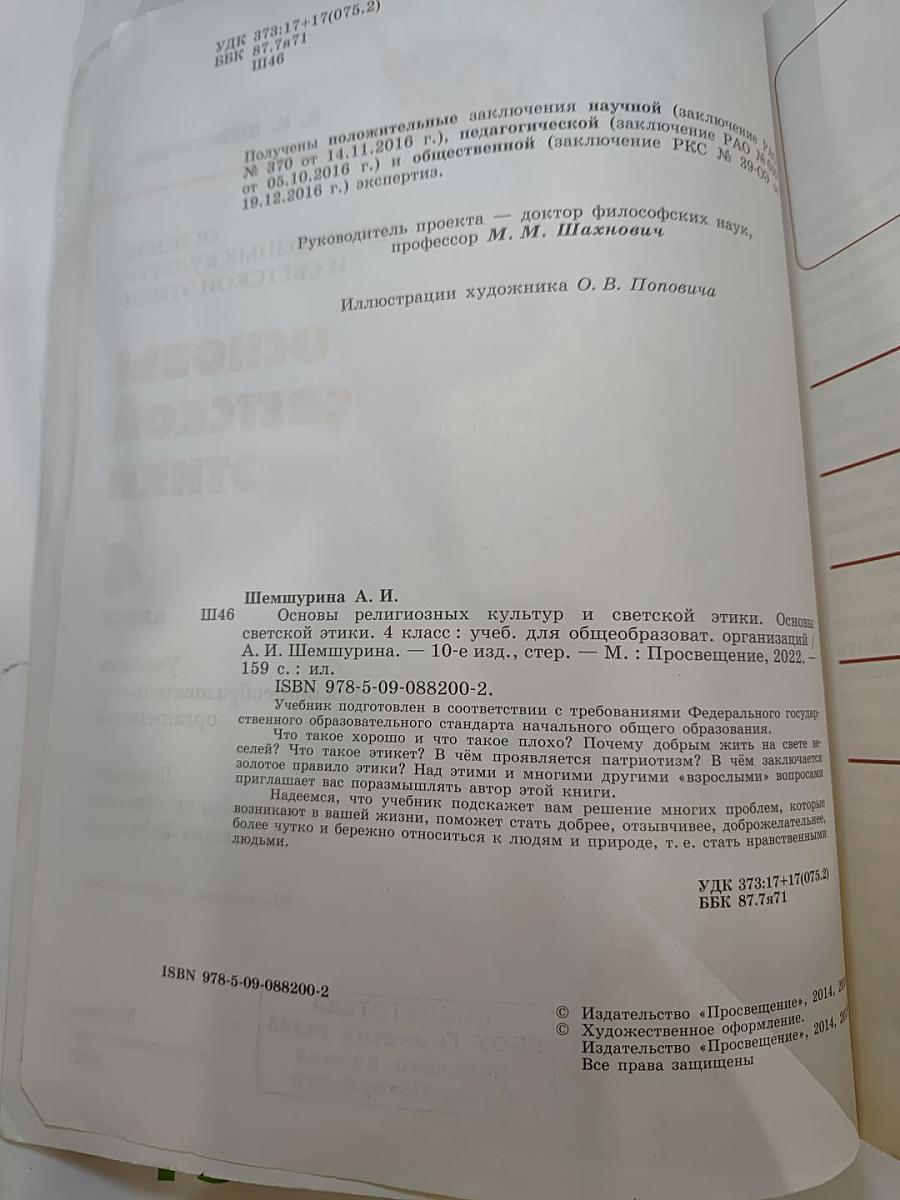 УДК 373:17+17(075.2)
ББК 87.7я71
Ш46
Получены положительные заключения научной (заключение
№ 370 от 14.11.2016 г.), педагогической (заключение РАО №
от 05.10.2016 г.) и общественной (заключение РКС № 39-ОЭ
19.12.2016 г.) экспертиз.
Руководитель проекта — доктор философских наук,
профессор М. М. Шахнович
Иллюстрации художника О. В. Поповича
Шемшурина А. И.
Ш46 Основы религиозных культур и светской этики. Основы
светской этики. 4 класс : учеб. для общеобразоват. организаций /
А. И. Шемшурина. — 10-е изд., стер. — М. : Просвещение, 2022. –
159 с. : ил.
ISBN 978-5-09-088200-2.
Учебник подготовлен в соответствии с требованиями Федерального государ-
ственного образовательного стандарта начального общего образования.
Что такое хорошо и что такое плохо? Почему добрым жить на свете ве-
селей? Что такое этикет? В чём проявляется патриотизм? В чём заключается
золотое правило этики? Над этими и многими другими «взрослыми» вопросами
приглашает вас поразмышлять автор этой книги.
Надеемся, что учебник подскажет вам решение многих проблем, которые
возникают в вашей жизни, поможет стать добрее, отзывчивее, доброжелательнее,
более чутко и бережно относиться к людям и природе, т. е. стать нравственными
людьми.
УДК 373:17+17(075.2)
ББК 87.7я71
ISBN 978-5-09-088200-2
© Издательство «Просвещение», 2014,
© Художественное оформление.
Издательство «Просвещение», 2014,
Все права защищены